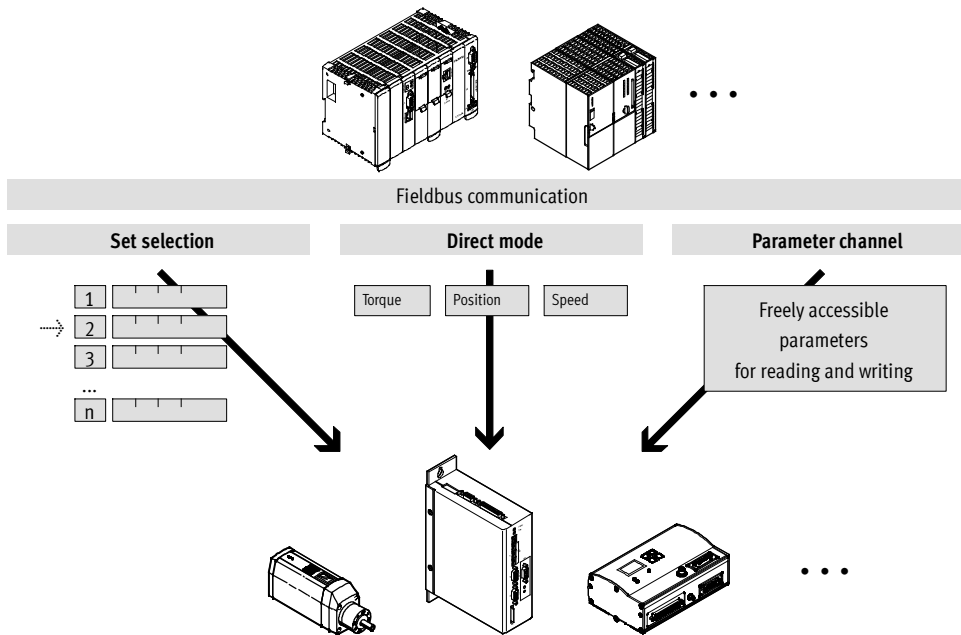 Fieldbus communication
Set selection
Direct mode
Parameter channel
1
2
3
...
n
Torque
Position
Speed
Freely accessible
parameters
for reading and writing